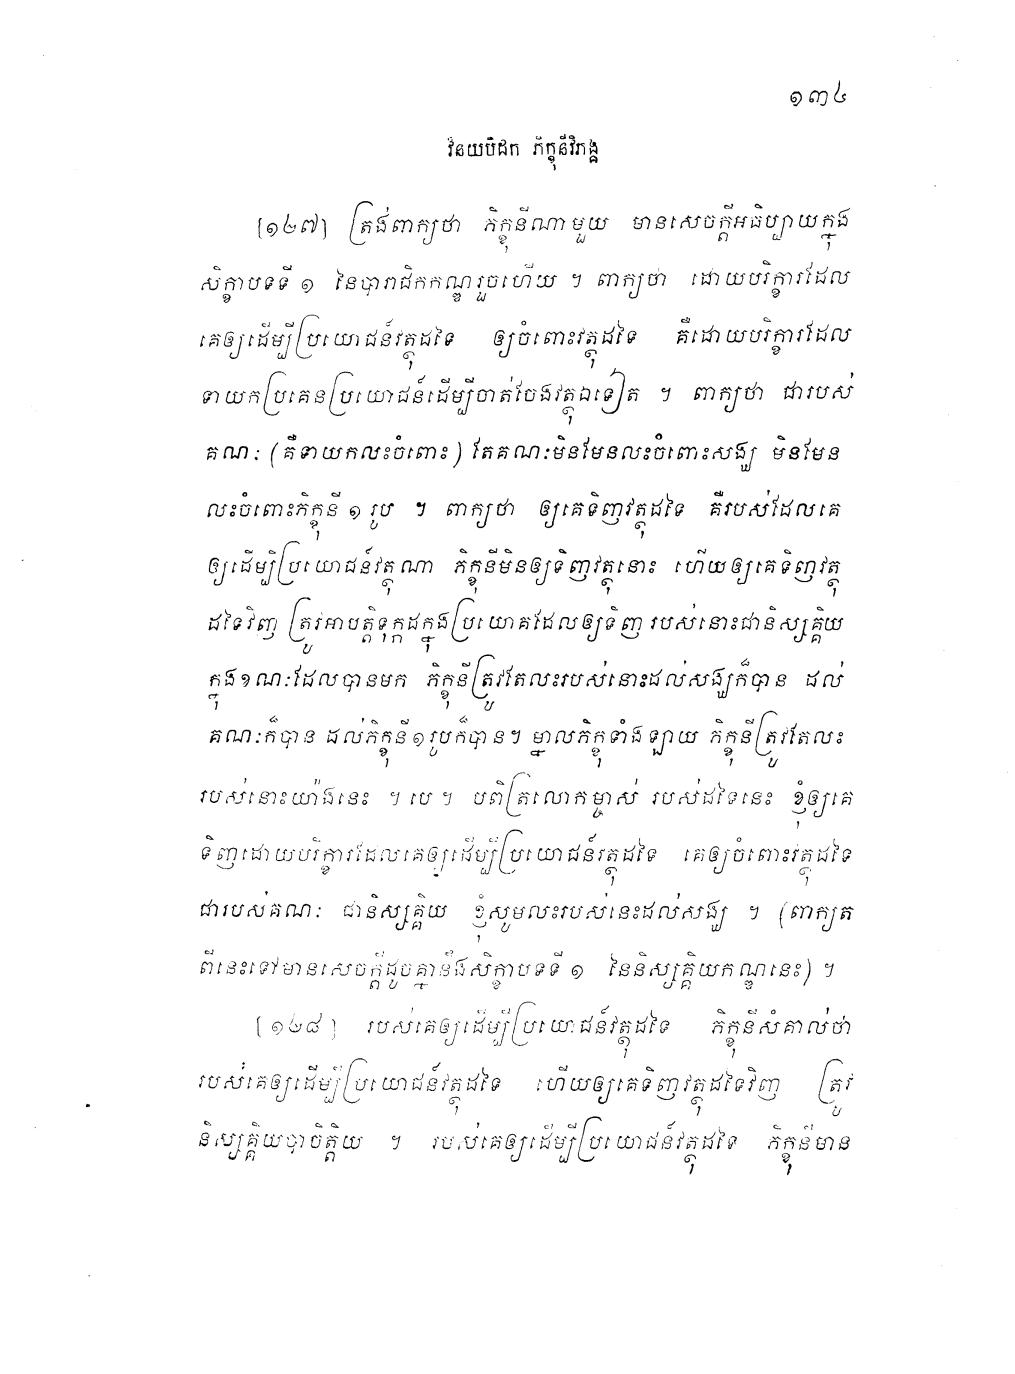 ១៣៤
វិនយបិដក ភិក្ខុនីវិភង្គ
[១៤៧] ត្រង់ពាក្យថា ភិក្ខុនីណាមួយ មានសេចក្តីអធិប្បាយក្នុង
សិក្ខាបទទី ១ នៃបារាជិកកណ្ឌរួចហើយ ។ ពាក្យថា ដោយបរិក្ខារដែល
គេឲ្យដើម្បីប្រយោជន៍វត្ថុដទៃ ឲ្យចំពោះវត្ថុដទៃ គឺដោយបរិក្ខារដែល
ទាយកប្រគេនប្រយោជន៍ដើម្បីចាត់ចែងវត្ថុឯទៀត ។ ពាក្យថា ជារបស់
គណៈ (គឺទាយកលះចំពោះ) តែគណៈមិនមែនលះចំពោះសង្ឃ មិនមែន
លះចំពោះភិក្ខុនី ១ រូប ។ ពាក្យថា ឲ្យគេទិញវត្ថុដទៃ គឺរបស់ដែលគេ
ឲ្យដើម្បីប្រយោជន៍វត្ថុណា ភិក្ខុនីមិនឲ្យទិញវត្ថុនោះ ហើយឲ្យគេទិញវត្ថុ
ដទៃវិញ ត្រូវអាបត្តិទុក្កដក្នុងប្រយោគដែលឲ្យទិញ របស់នោះជានិស្សគ្គិយ
ក្នុងខណៈដែលបានមក ភិក្ខុនីត្រូវតែលះរបស់នោះដល់សង្ឃក៏បាន ដល់
គណៈក៏បាន ដល់ភិក្ខុនី១រូបក៏បាន។ ម្នាលភិក្ខុទាំងឡាយ ភិក្ខុនីត្រូវតែលះ
របស់នោះយ៉ាងនេះ ។ បេ ។ បពិត្រលោកម្ចាស់ របស់ដទៃនេះ ខ្ញុំឲ្យគេ
ទិញដោយបរិក្ខារដែលគេឲ្យដើម្បីប្រយោជន៍វត្ថុដទៃ គេឲ្យចំពោះវត្ថុដទៃ
ជារបស់គណៈ ជានិស្សគ្គិយ ខ្ញុំសូមលះរបស់នេះដល់សង្ឃ ។ (ពាក្យត
ពីនេះទៅមានសេចក្តីដូចគ្នានឹងសិក្ខាបទទី ១ នៃនិស្សគ្គិយកណ្ឌនេះ) ។
[១៤៨] របស់គេឲ្យដើម្បីប្រយោជន៍វត្ថុដទៃ ភិក្ខុនីសំគាល់ថា
របស់គេឲ្យដើម្បីប្រយោជន៍វត្ថុដទៃ ហើយឲ្យគេទិញវត្ថុដទៃវិញ ត្រូវ
និស្សគ្គិយបាចិត្តិយ ។ របស់គេឲ្យដើម្បីប្រយោជន៍វត្ថុដទៃ ភិក្ខុនីមាន